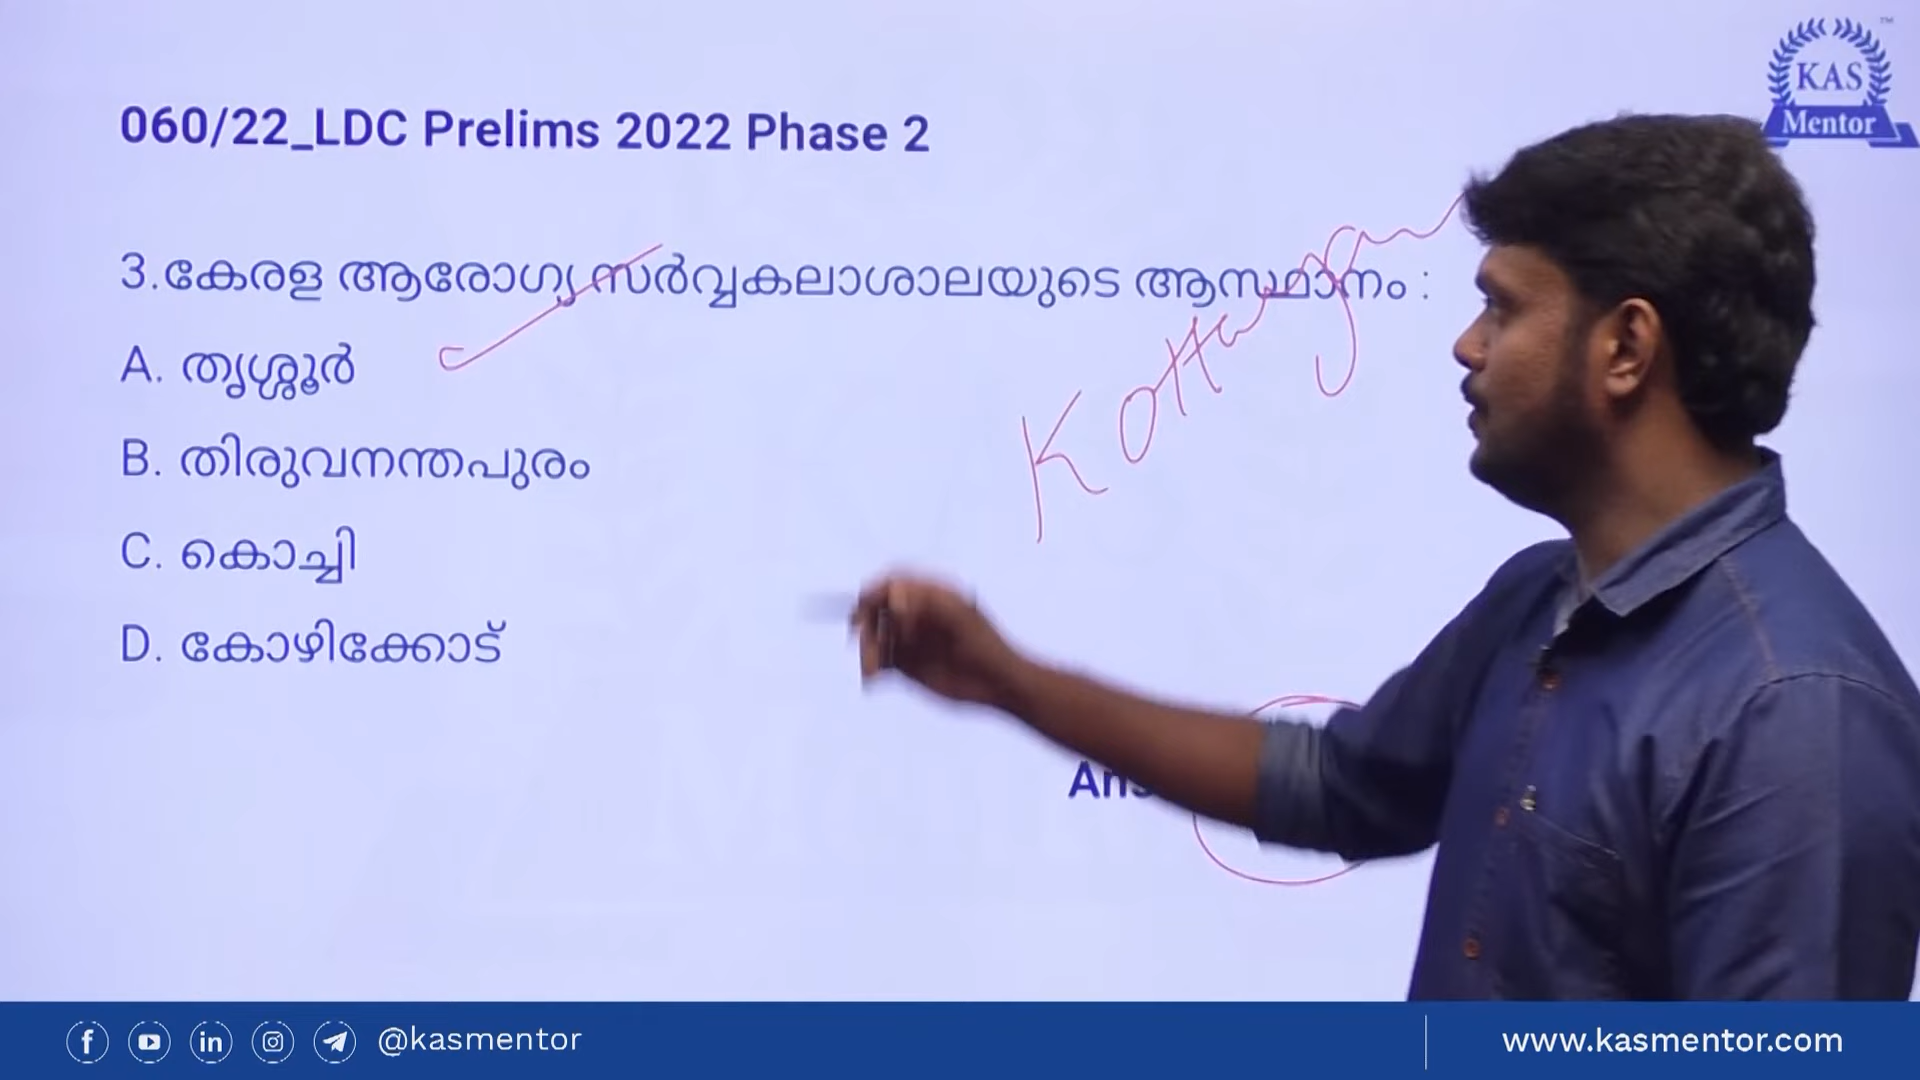 KAS
Mentor
TM
060/22_LDC Prelims 2022 Phase 2
3.കേരള ആരോഗ്യ സർവ്വകലാശാലയുടെ ആസ്ഥാനം :
A. തൃശ്ശൂർ
B. തിരുവനന്തപുരം
C. കൊച്ചി
D. കോഴിക്കോട്
@kasmentor
www.kasmentor.com